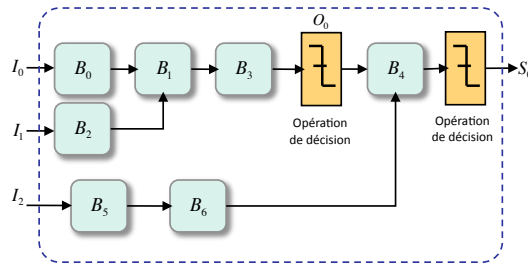 O₀
I₀
B₀
B₁
B₃
B₄
I₁
B₂
Opération
de décision
Opération
de décision
I₂
B₅
B₆